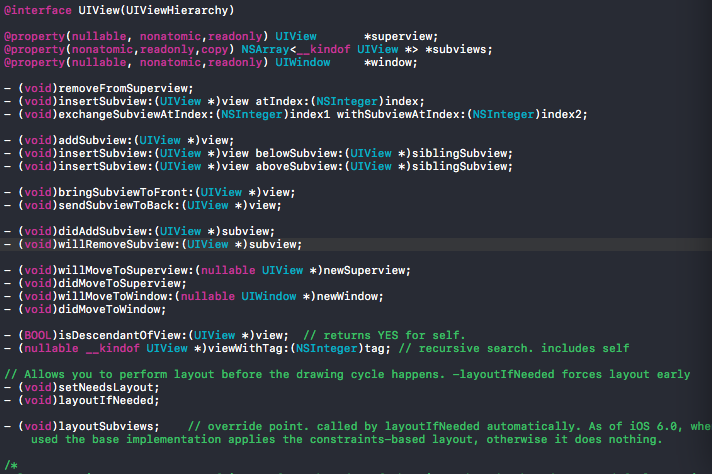 @interface UIView(UIViewHierarchy)
@property(nullable, nonatomic,readonly) UIView *superview;
@property(nonatomic,readonly,copy) NSArray<__kindof UIView *> *subviews;
@property(nullable, nonatomic,readonly) UIWindow *window;
- (void)removeFromSuperview;
- (void)insertSubview:(UIView *)view atIndex:(NSInteger)index;
- (void)exchangeSubviewAtIndex:(NSInteger)index1 withSubviewAtIndex:(NSInteger)index2;
- (void)addSubview:(UIView *)view;
- (void)insertSubview:(UIView *)view belowSubview:(UIView *)siblingSubview;
- (void)insertSubview:(UIView *)view aboveSubview:(UIView *)siblingSubview;
- (void)bringSubviewToFront:(UIView *)view;
- (void)sendSubviewToBack:(UIView *)view;
- (void)didAddSubview:(UIView *)subview;
- (void)willRemoveSubview:(UIView *)subview;
- (void)willMoveToSuperview:(nullable UIView *)newSuperview;
- (void)didMoveToSuperview;
- (void)willMoveToWindow:(nullable UIWindow *)newWindow;
- (void)didMoveToWindow;
- (BOOL)isDescendantOfView:(UIView *)view; // returns YES for self.
- (nullable __kindof UIView *)viewWithTag:(NSInteger)tag; // recursive search. includes self
// Allows you to perform layout before the drawing cycle happens. -layoutIfNeeded forces layout early
- (void)setNeedsLayout;
- (void)layoutIfNeeded;
- (void)layoutSubviews; // override point. called by layoutIfNeeded automatically. As of iOS 6.0, whe
used the base implementation applies the constraints-based layout, otherwise it does nothing.
/*